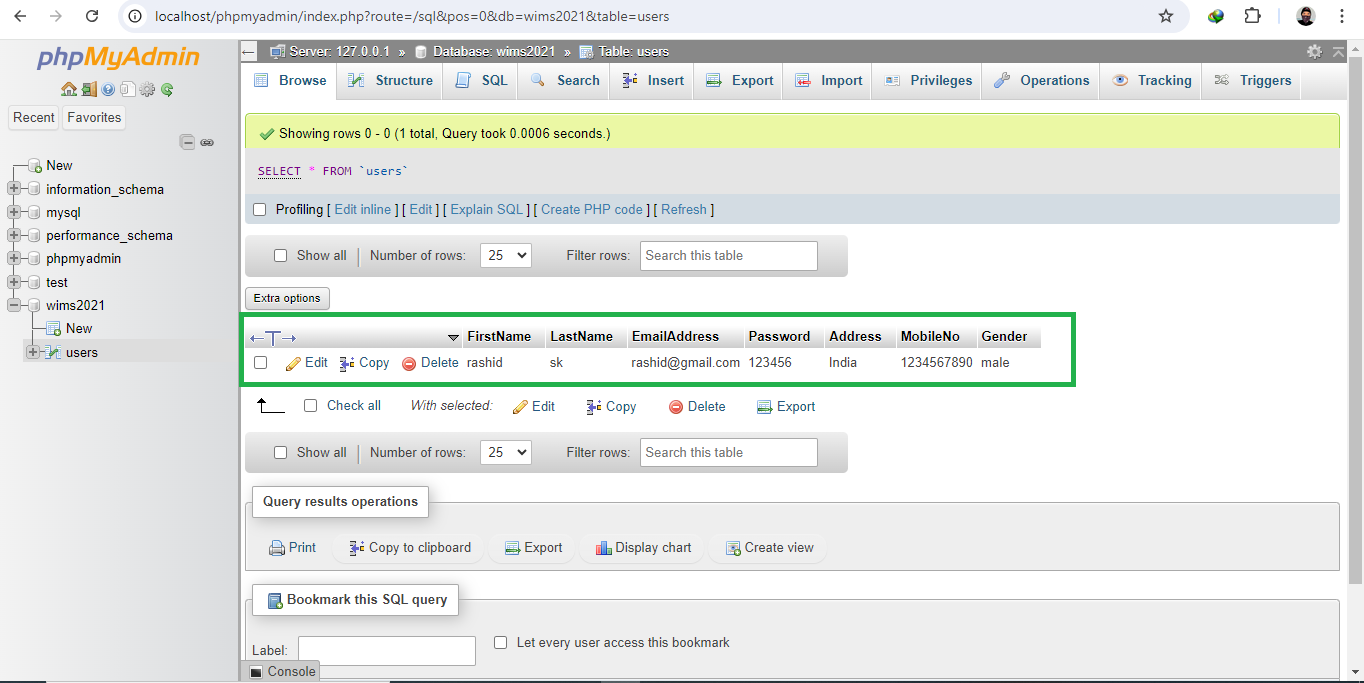 localhost/phpmyadmin/index.php?route=/sql&pos=0&db=wims2021&table=users
phpMyAdmin
Recent Favorites
New
information_schema
mysql
performance_schema
phpmyadmin
test
wims2021
New
users
Server: 127.0.0.1 » Database: wims2021 » Table: users
Browse Structure SQL Search Insert Export Import Privileges Operations Tracking Triggers
Showing rows 0 - 0 (1 total, Query took 0.0006 seconds.)
SELECT * FROM `users`
Profiling [ Edit inline ] [ Edit ] [ Explain SQL ] [ Create PHP code ] [ Refresh ]
Show all Number of rows: 25 Filter rows: Search this table
Extra options
FirstName LastName EmailAddress Password Address MobileNo Gender
Edit Copy Delete rashid sk rashid@gmail.com 123456 India 1234567890 male
Check all With selected: Edit Copy Delete Export
Show all Number of rows: 25 Filter rows: Search this table
Query results operations
Print Copy to clipboard Export Display chart Create view
Bookmark this SQL query
Label: Let every user access this bookmark
Console